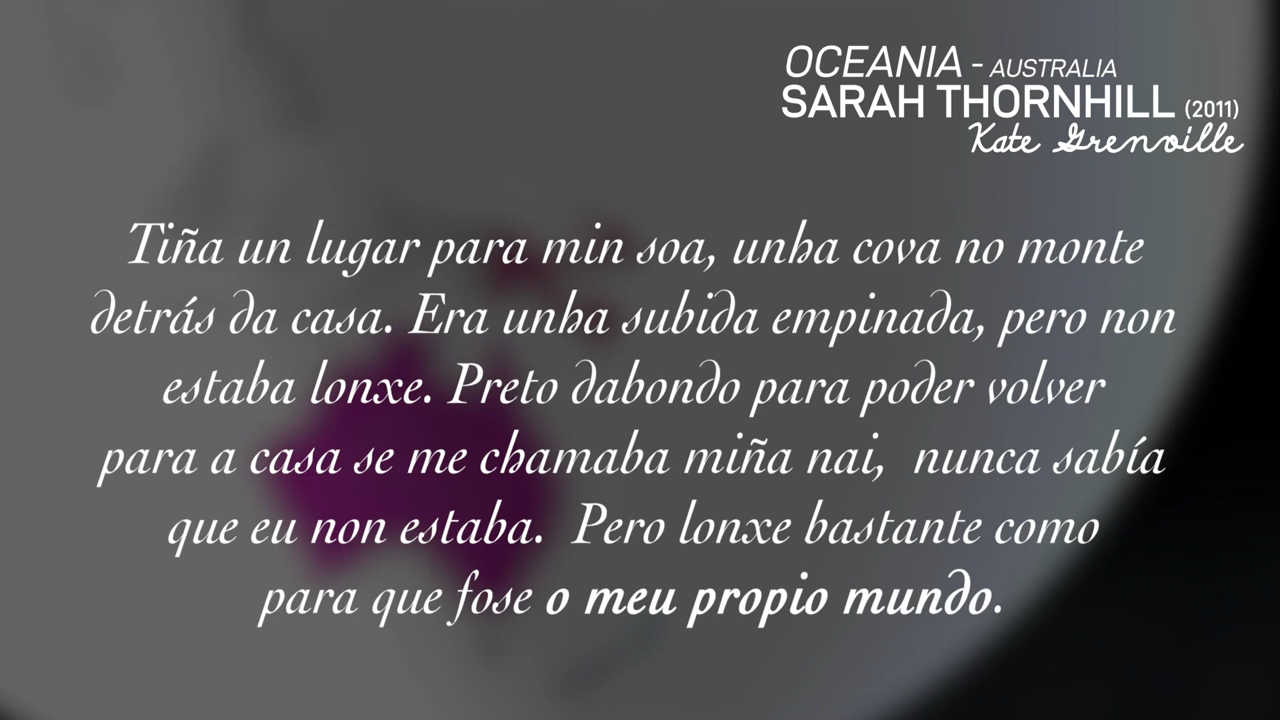 OCEANIA - AUSTRALIA
SARAH THORNHILL (2011)
Kate Grenville
Tiña un lugar para min soa, unha cova no monte
detrás da casa. Era unha subida empinada, pero non
estaba lonxe. Preto dabondo para poder volver
para a casa se me chamaba miña nai, nunca sabía
que eu non estaba. Pero lonxe bastante como
para que fose o meu propio mundo.